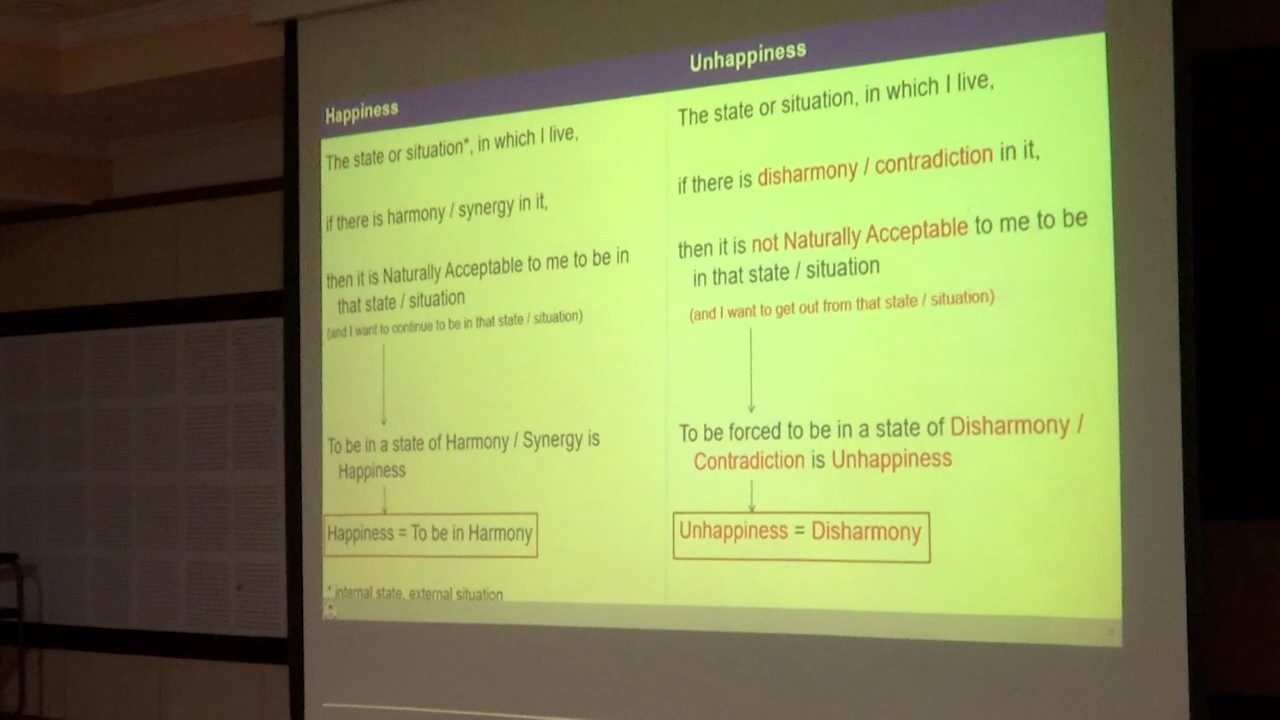 Happiness
The state or situation*, in which I live,
if there is harmony / synergy in it,
then it is Naturally Acceptable to me to be in
that state / situation
(and I want to continue to be in that state / situation)
To be in a state of Harmony / Synergy is
Happiness
Happiness = To be in Harmony
* internal state, external situation
Unhappiness
The state or situation, in which I live,
if there is disharmony / contradiction in it,
then it is not Naturally Acceptable to me to be
in that state / situation
(and I want to get out from that state / situation)
To be forced to be in a state of Disharmony /
Contradiction is Unhappiness
Unhappiness = Disharmony